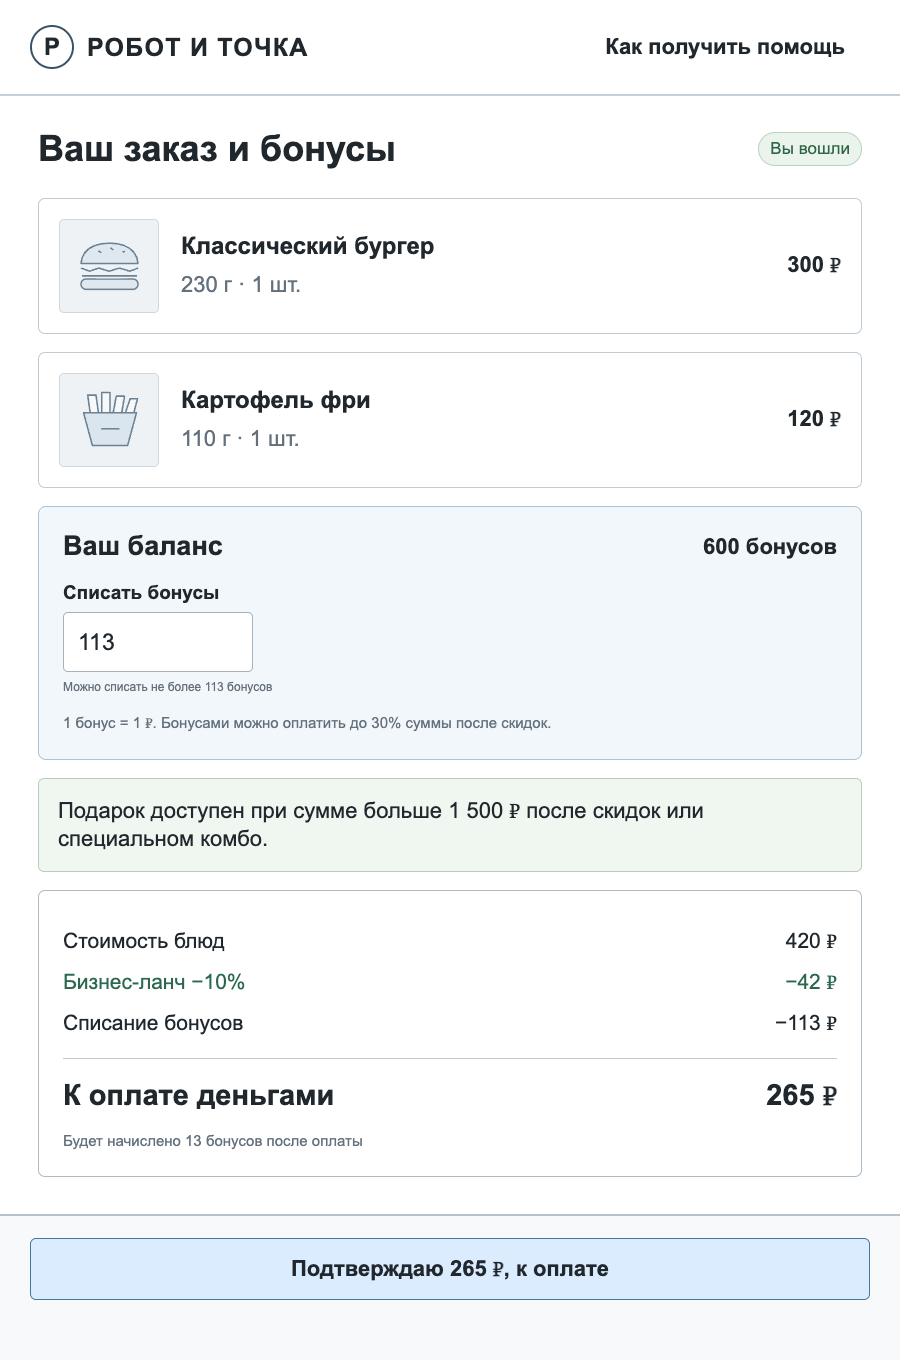 Р РОБОТ И ТОЧКА
Как получить помощь
Ваш заказ и бонусы
Вы вошли
Классический бургер
230 г · 1 шт.
300 ₽
Картофель фри
110 г · 1 шт.
120 ₽
Ваш баланс
600 бонусов
Списать бонусы
113
Можно списать не более 113 бонусов
1 бонус = 1 ₽. Бонусами можно оплатить до 30% суммы после скидок.
Подарок доступен при сумме больше 1 500 ₽ после скидок или
специальном комбо.
Стоимость блюд 420 ₽
Бизнес-ланч −10% −42 ₽
Списание бонусов −113 ₽
К оплате деньгами 265 ₽
Будет начислено 13 бонусов после оплаты
Подтверждаю 265 ₽, к оплате